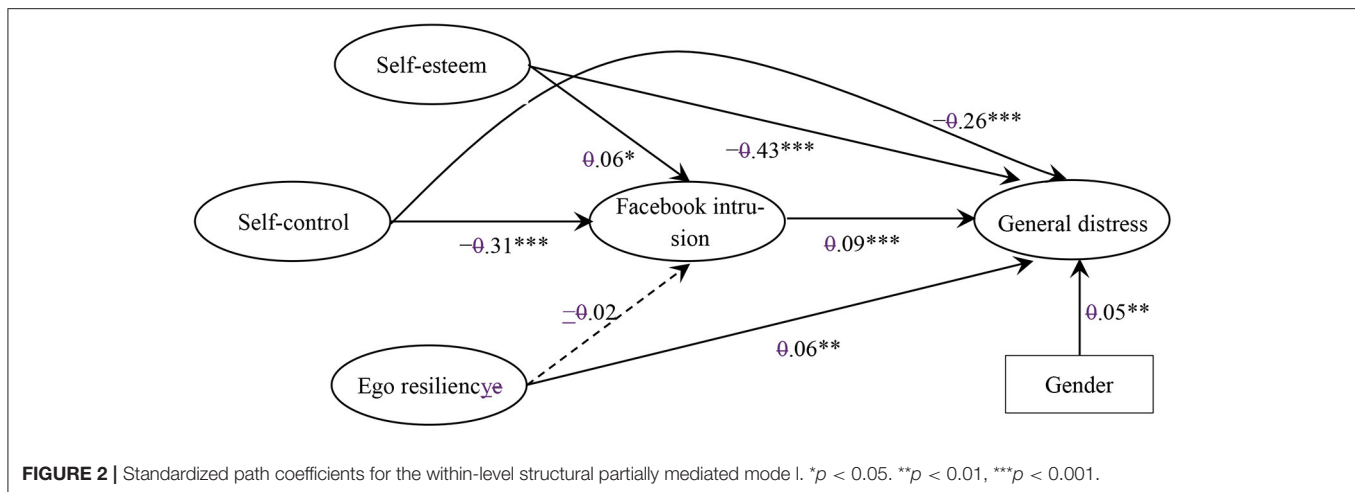 Self-esteem
−0.26***
0.06*
−0.43***
Self-control
Facebook intru-
sion
General distress
−0.31***
0.09***
−0.02
0.05**
0.06**
Ego resiliencye
Gender
FIGURE 2 | Standardized path coefficients for the within-level structural partially mediated mode l. *p < 0.05. **p < 0.01, ***p < 0.001.